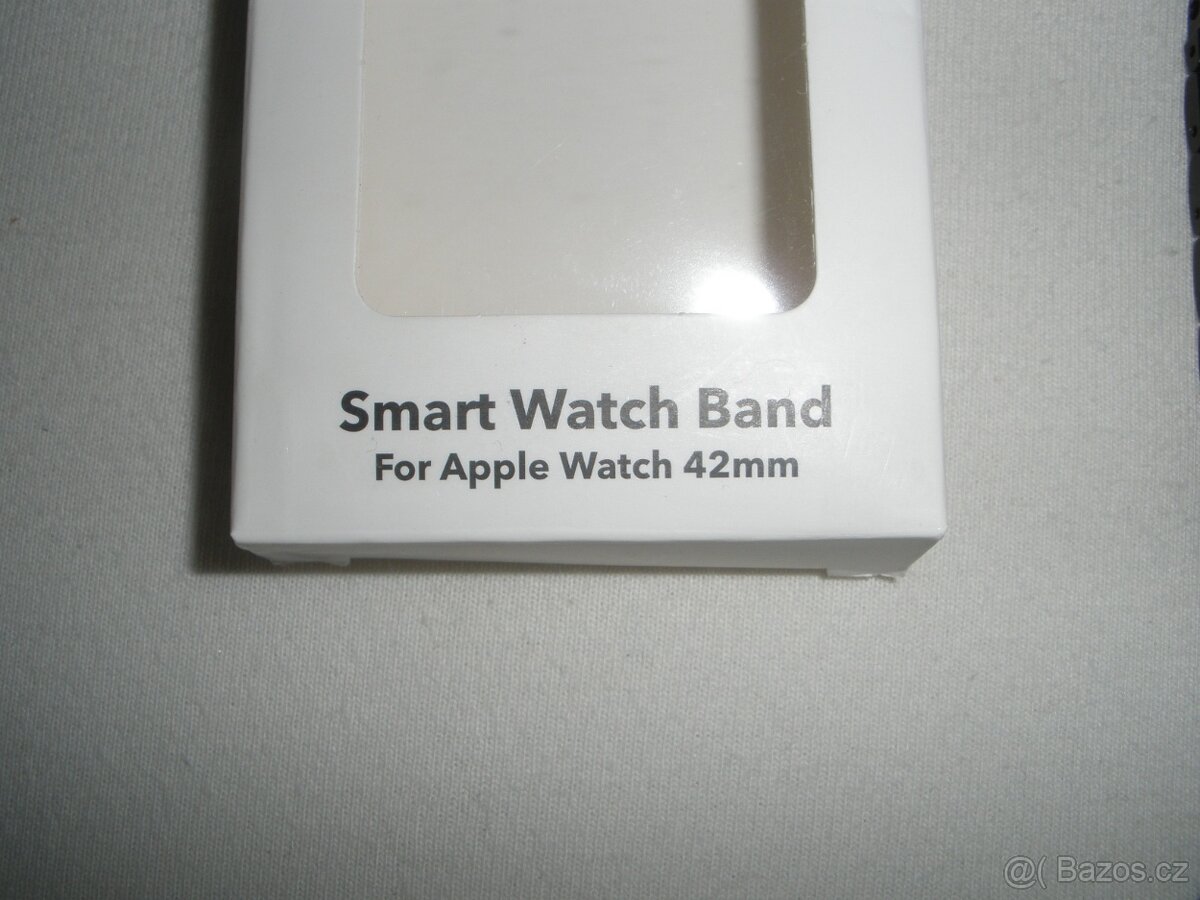 Smart Watch Band
For Apple Watch 42mm
@( Bazos.cz